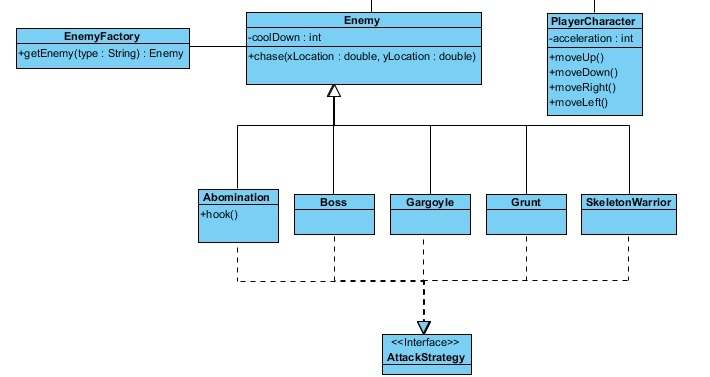 EnemyFactory
+getEnemy(type : String) : Enemy
Enemy
-coolDown : int
+chase(xLocation : double, yLocation : double)
PlayerCharacter
-acceleration : int
+moveUp()
+moveDown()
+moveRight()
+moveLeft()
Abomination
+hook()
Boss
Gargoyle
Grunt
SkeletonWarrior
<<Interface>>
AttackStrategy